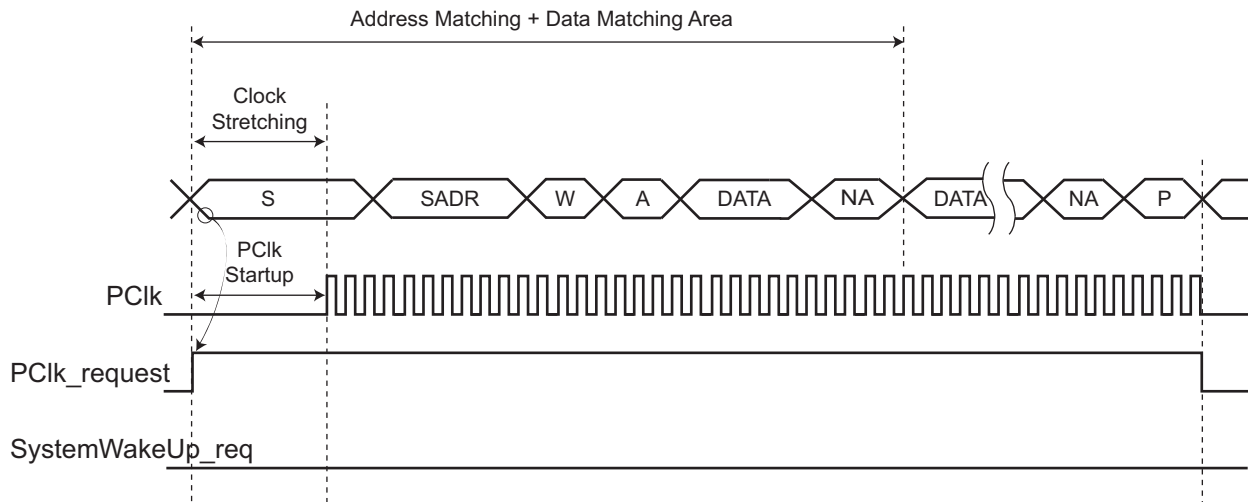 Address Matching + Data Matching Area
Clock
Stretching
S
SADR
W
A
DATA
NA
DATA
NA
P
PClk
Startup
PClk
PClk_request
SystemWakeUp_req